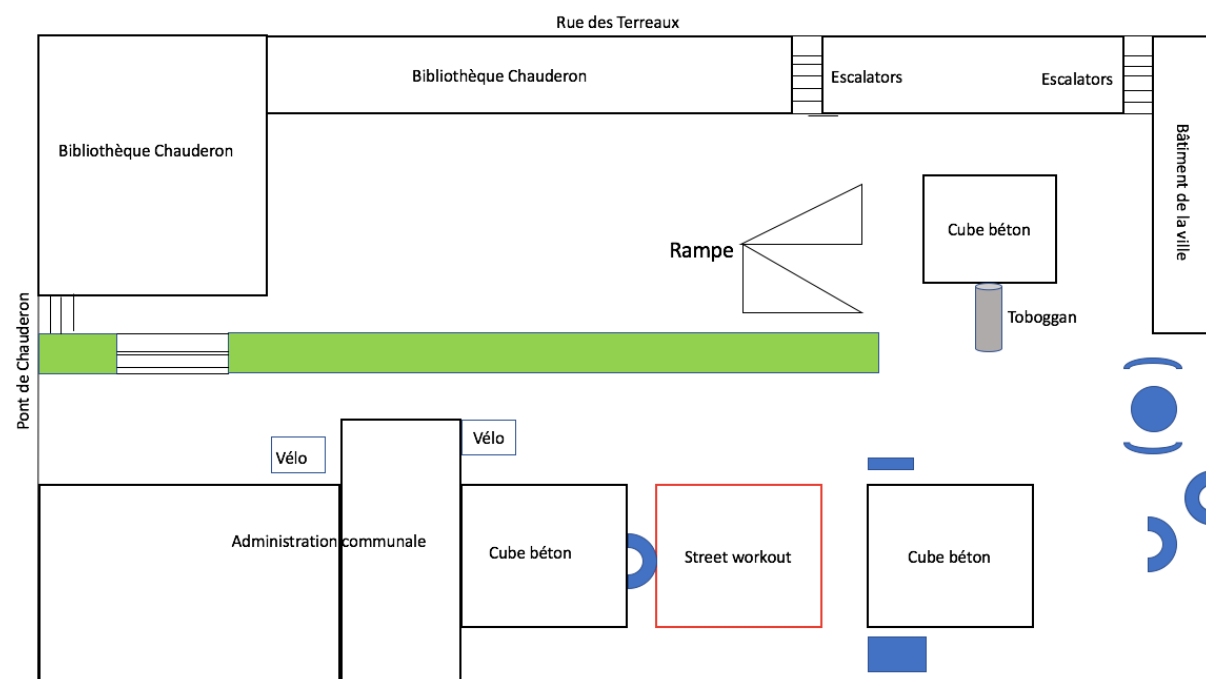 Rue des Terreaux
Bibliothèque Chauderon
Escalators
Escalators
Bibliothèque Chauderon
Bâtiment de la ville
Cube béton
Rampe
Toboggan
Pont de Chauderon
Vélo
Vélo
Administration communale
Cube béton
Street workout
Cube béton